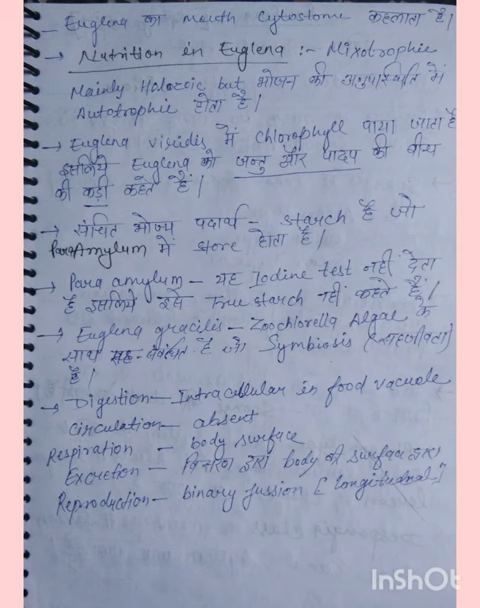 - Euglena का mouth Cytostome कहलाता है।
→ Nutrition in Euglena :- Mixotrophic
Mainly Holozoic but भोजन की अनुपस्थिति में
Autotrophic होता है।
→ Euglena viridis में Chlorophyll पाया जाता है
इसलिये Euglena को जन्तु और पादप की बीच
की कड़ी कहते हैं।
→ संचित भोज्य पदार्थ - starch है जो
ParaAmylum में store होता है।
→ Para amylum - यह Iodine test नहीं देता
है इसलिये इसे True starch नहीं कहते हैं।
→ Euglena gracilis - Zoochlorella Algae के
साथ सह- है जो Symbiosis (सहजीविता)
है।
→ Digestion - Intracellular in food vacuole
Circulation - absent
Respiration - body surface
Excretion - विसरण द्वारा body की surface द्वारा
Reproduction - binary fussion [longitudnal-]
InShOt